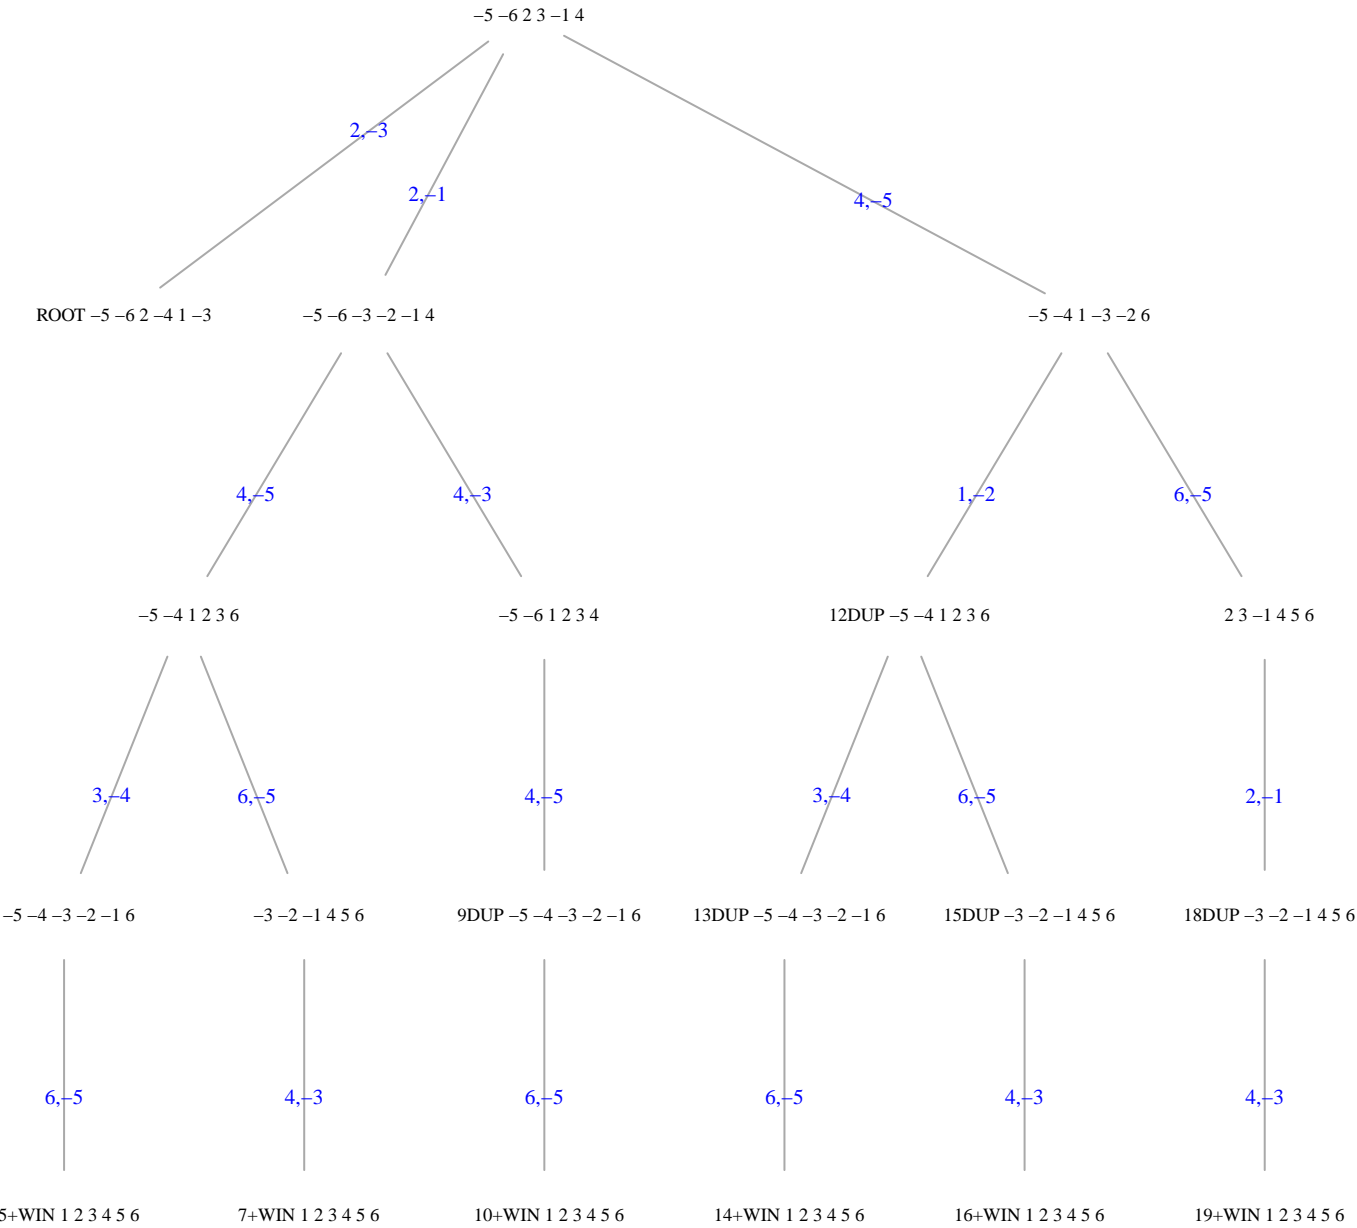 –5 –6 2 3 –1 4
2,–3
2,–1
4,–5
ROOT –5 –6 2 –4 1 –3
–5 –6 –3 –2 –1 4
–5 –4 1 –3 –2 6
4,–5
4,–3
1,–2
6,–5
–5 –4 1 2 3 6
–5 –6 1 2 3 4
12DUP –5 –4 1 2 3 6
2 3 –1 4 5 6
3,–4
6,–5
4,–5
3,–4
6,–5
2,–1
–5 –4 –3 –2 –1 6
–3 –2 –1 4 5 6
9DUP –5 –4 –3 –2 –1 6
13DUP –5 –4 –3 –2 –1 6
15DUP –3 –2 –1 4 5 6
18DUP –3 –2 –1 4 5 6
6,–5
4,–3
6,–5
6,–5
4,–3
4,–3
5+WIN 1 2 3 4 5 6
7+WIN 1 2 3 4 5 6
10+WIN 1 2 3 4 5 6
14+WIN 1 2 3 4 5 6
16+WIN 1 2 3 4 5 6
19+WIN 1 2 3 4 5 6